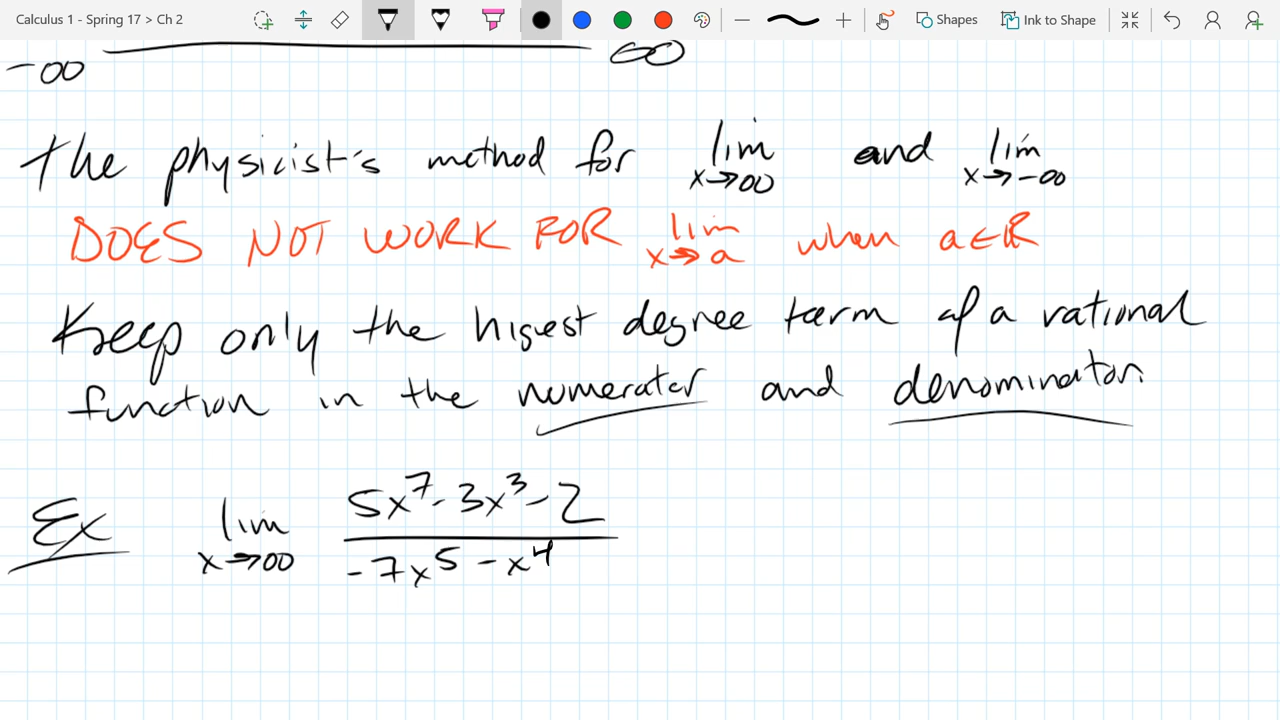 Calculus 1 - Spring 17 > Ch 2
Shapes
Ink to Shape
-∞ ∞
The physicist's method for lim x→∞ and lim x→-∞
DOES NOT WORK FOR lim x→a when a∈ℝ
Keep only the higest degree term of a rational
function in the numerator and denominator.
Ex lim x→∞ (5x^7 - 3x^3 - 2)/(-7x^5 - x^4)